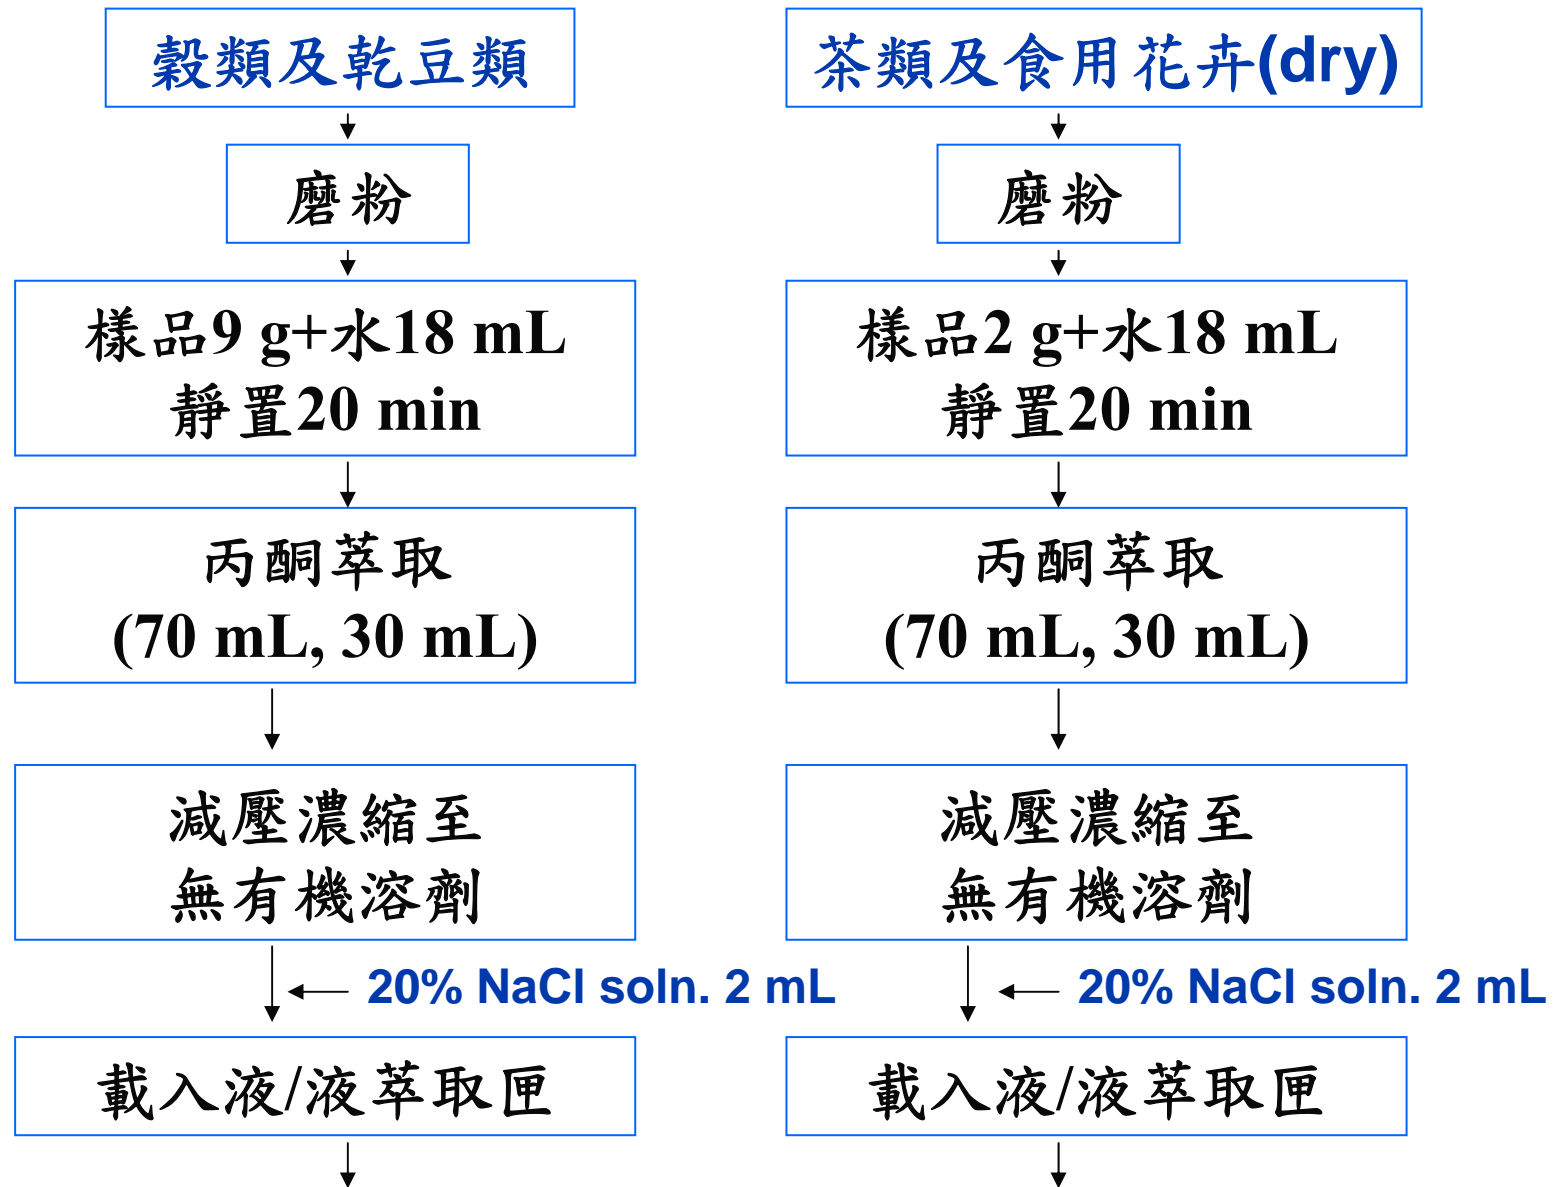 穀類及乾豆類
磨粉
樣品9 g+水18 mL
靜置20 min
丙酮萃取
(70 mL, 30 mL)
減壓濃縮至
無有機溶劑
20% NaCl soln. 2 mL
載入液/液萃取匣
茶類及食用花卉(dry)
磨粉
樣品2 g+水18 mL
靜置20 min
丙酮萃取
(70 mL, 30 mL)
減壓濃縮至
無有機溶劑
20% NaCl soln. 2 mL
載入液/液萃取匣